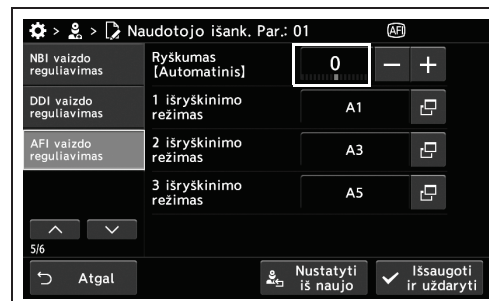 > > Naudotojo išank. Par.: 01 AFI
NBI vaizdo
reguliavimas
DDI vaizdo
reguliavimas
AFI vaizdo
reguliavimas
5/6
Ryškumas
[Automatinis]
0 − +
1 išryškinimo
režimas
A1
2 išryškinimo
režimas
A3
3 išryškinimo
režimas
A5
Atgal
Nustatyti
iš naujo
Išsaugoti
ir uždaryti